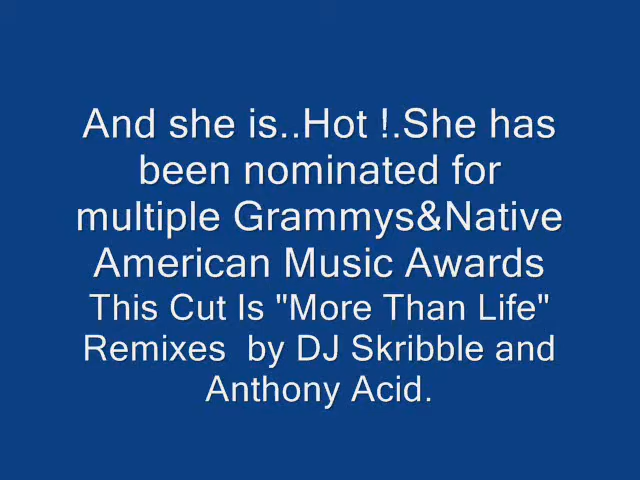 And she is..Hot !.She has
been nominated for
multiple Grammys&Native
American Music Awards
This Cut Is "More Than Life"
Remixes  by DJ Skribble and
Anthony Acid.